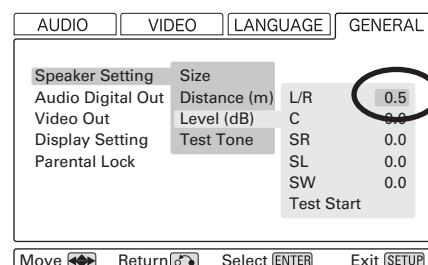 AUDIO VIDEO LANGUAGE GENERAL
Speaker Setting Size
Audio Digital Out Distance (m) L/R 0.5
Video Out Level (dB) C 0.0
Display Setting Test Tone SR 0.0
Parental Lock SL 0.0
SW 0.0
Test Start
Move Return Select ENTER Exit SETUP